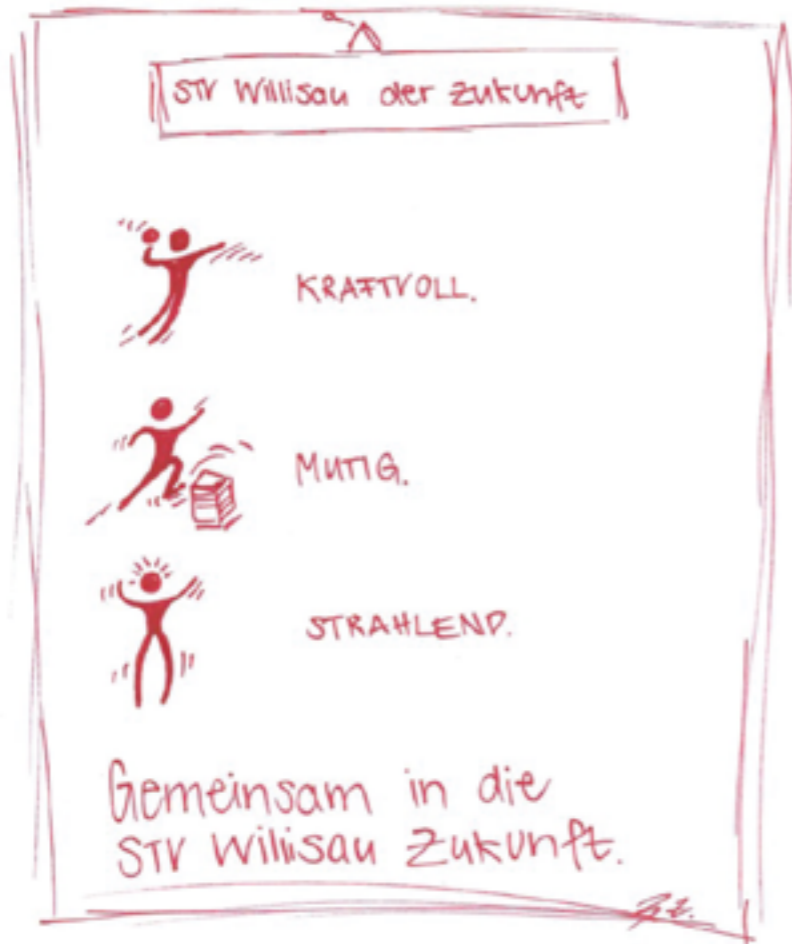 STV Willisau der Zukunft
KRAFTVOLL.
MUTIG.
STRAHLEND.
Gemeinsam in die
STV Willisau Zukunft.